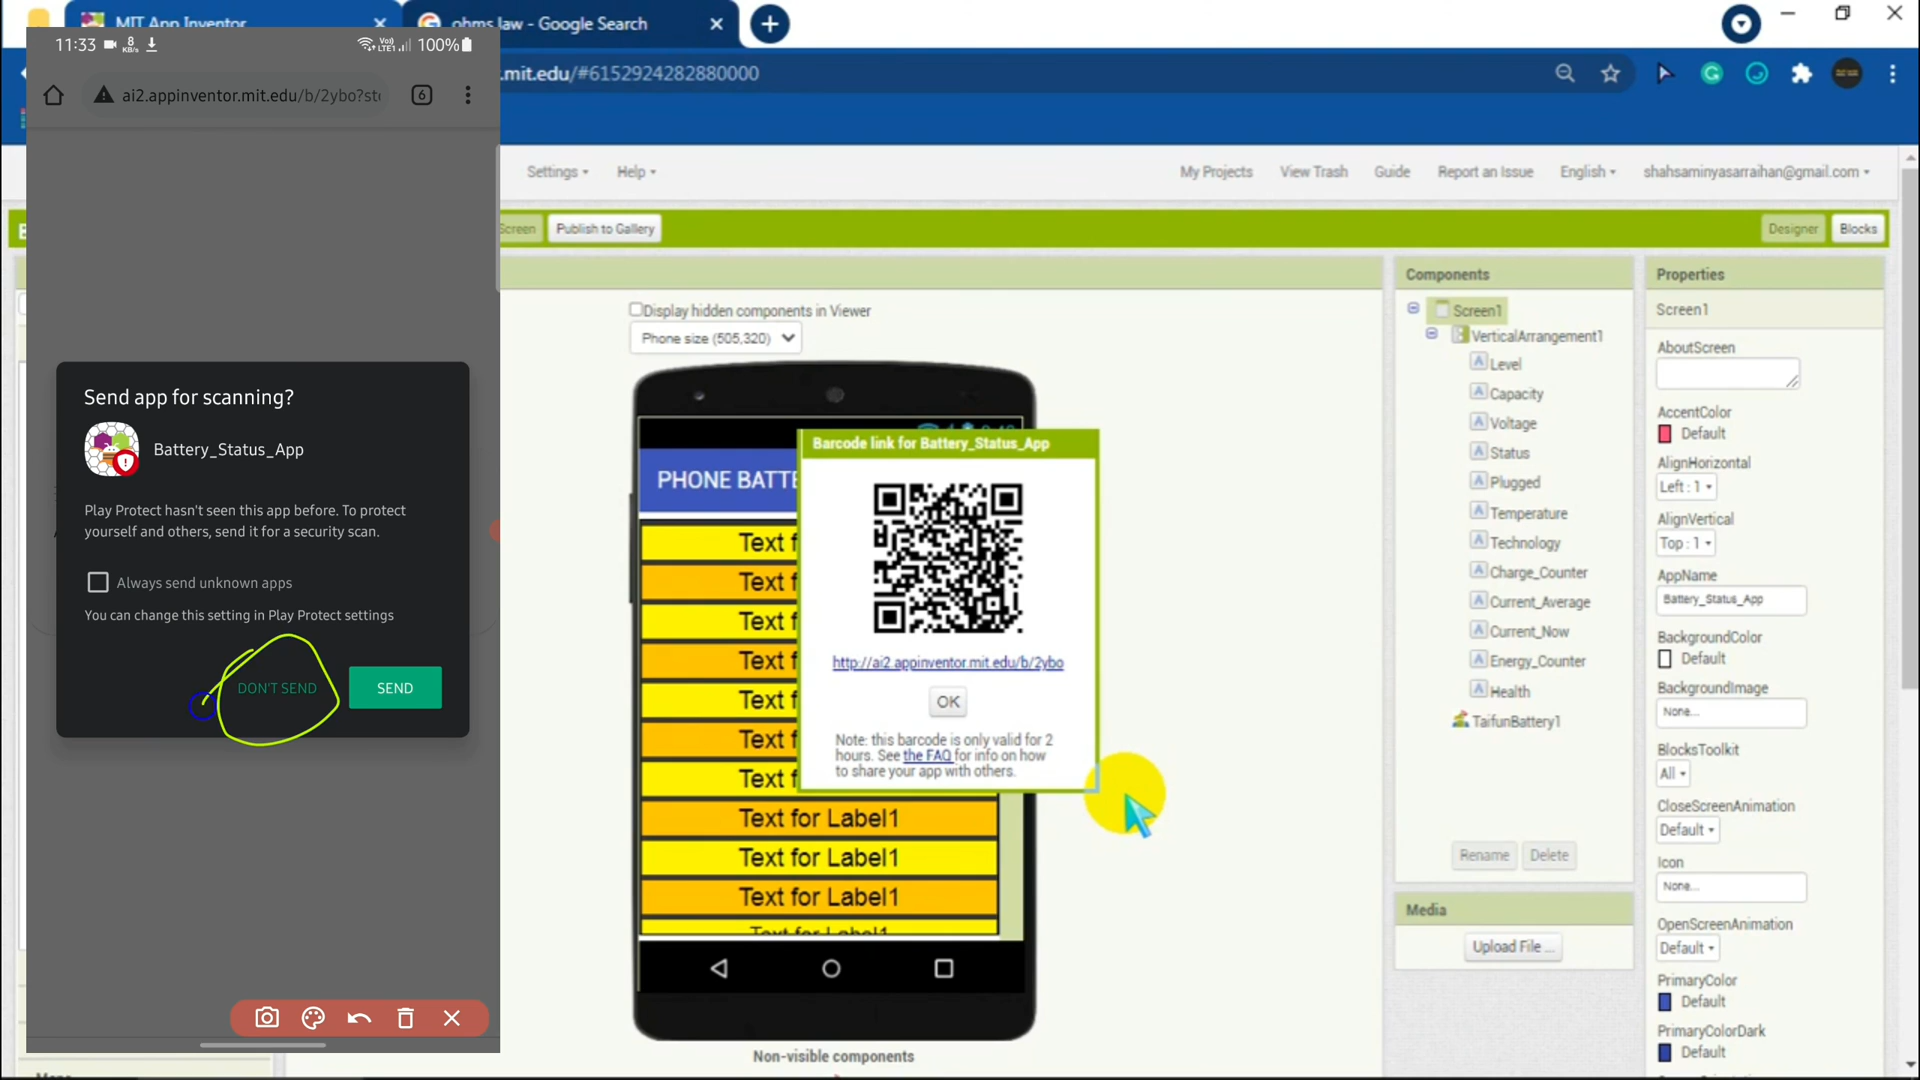 MIT App Inventor
ohms law - Google Search
11:33 8 KB/s Vo) LTE1 100%
ai2.appinventor.mit.edu/b/2ybo?st
6
.mit.edu/#6152924282880000
Settings
Help
My Projects
View Trash
Guide
Report an Issue
English
shahsaminyasarraihan@gmail.com
Screen
Publish to Gallery
Designer
Blocks
Send app for scanning?
Battery_Status_App
Play Protect hasn't seen this app before. To protect
yourself and others, send it for a security scan.
Always send unknown apps
You can change this setting in Play Protect settings
DON'T SEND
SEND
Display hidden components in Viewer
Phone size (505,320)
PHONE BATTE
Text f
Text f
Text f
Text f
Text f
Text f
Text f
Text for Label1
Text for Label1
Text for Label1
Text for Label1
Barcode link for Battery_Status_App
http://ai2.appinventor.mit.edu/b/2ybo
OK
Note: this barcode is only valid for 2
hours. See the FAQ for info on how
to share your app with others.
Non-visible components
Components
Screen1
VerticalArrangement1
Level
Capacity
Voltage
Status
Plugged
Temperature
Technology
Charge_Counter
Current_Average
Current_Now
Energy_Counter
Health
TaifunBattery1
Rename
Delete
Media
Upload File ...
Properties
Screen1
AboutScreen
AccentColor
Default
AlignHorizontal
Left : 1
AlignVertical
Top : 1
AppName
Battery_Status_App
BackgroundColor
Default
BackgroundImage
None...
BlocksToolkit
All
CloseScreenAnimation
Default
Icon
None...
OpenScreenAnimation
Default
PrimaryColor
Default
PrimaryColorDark
Default